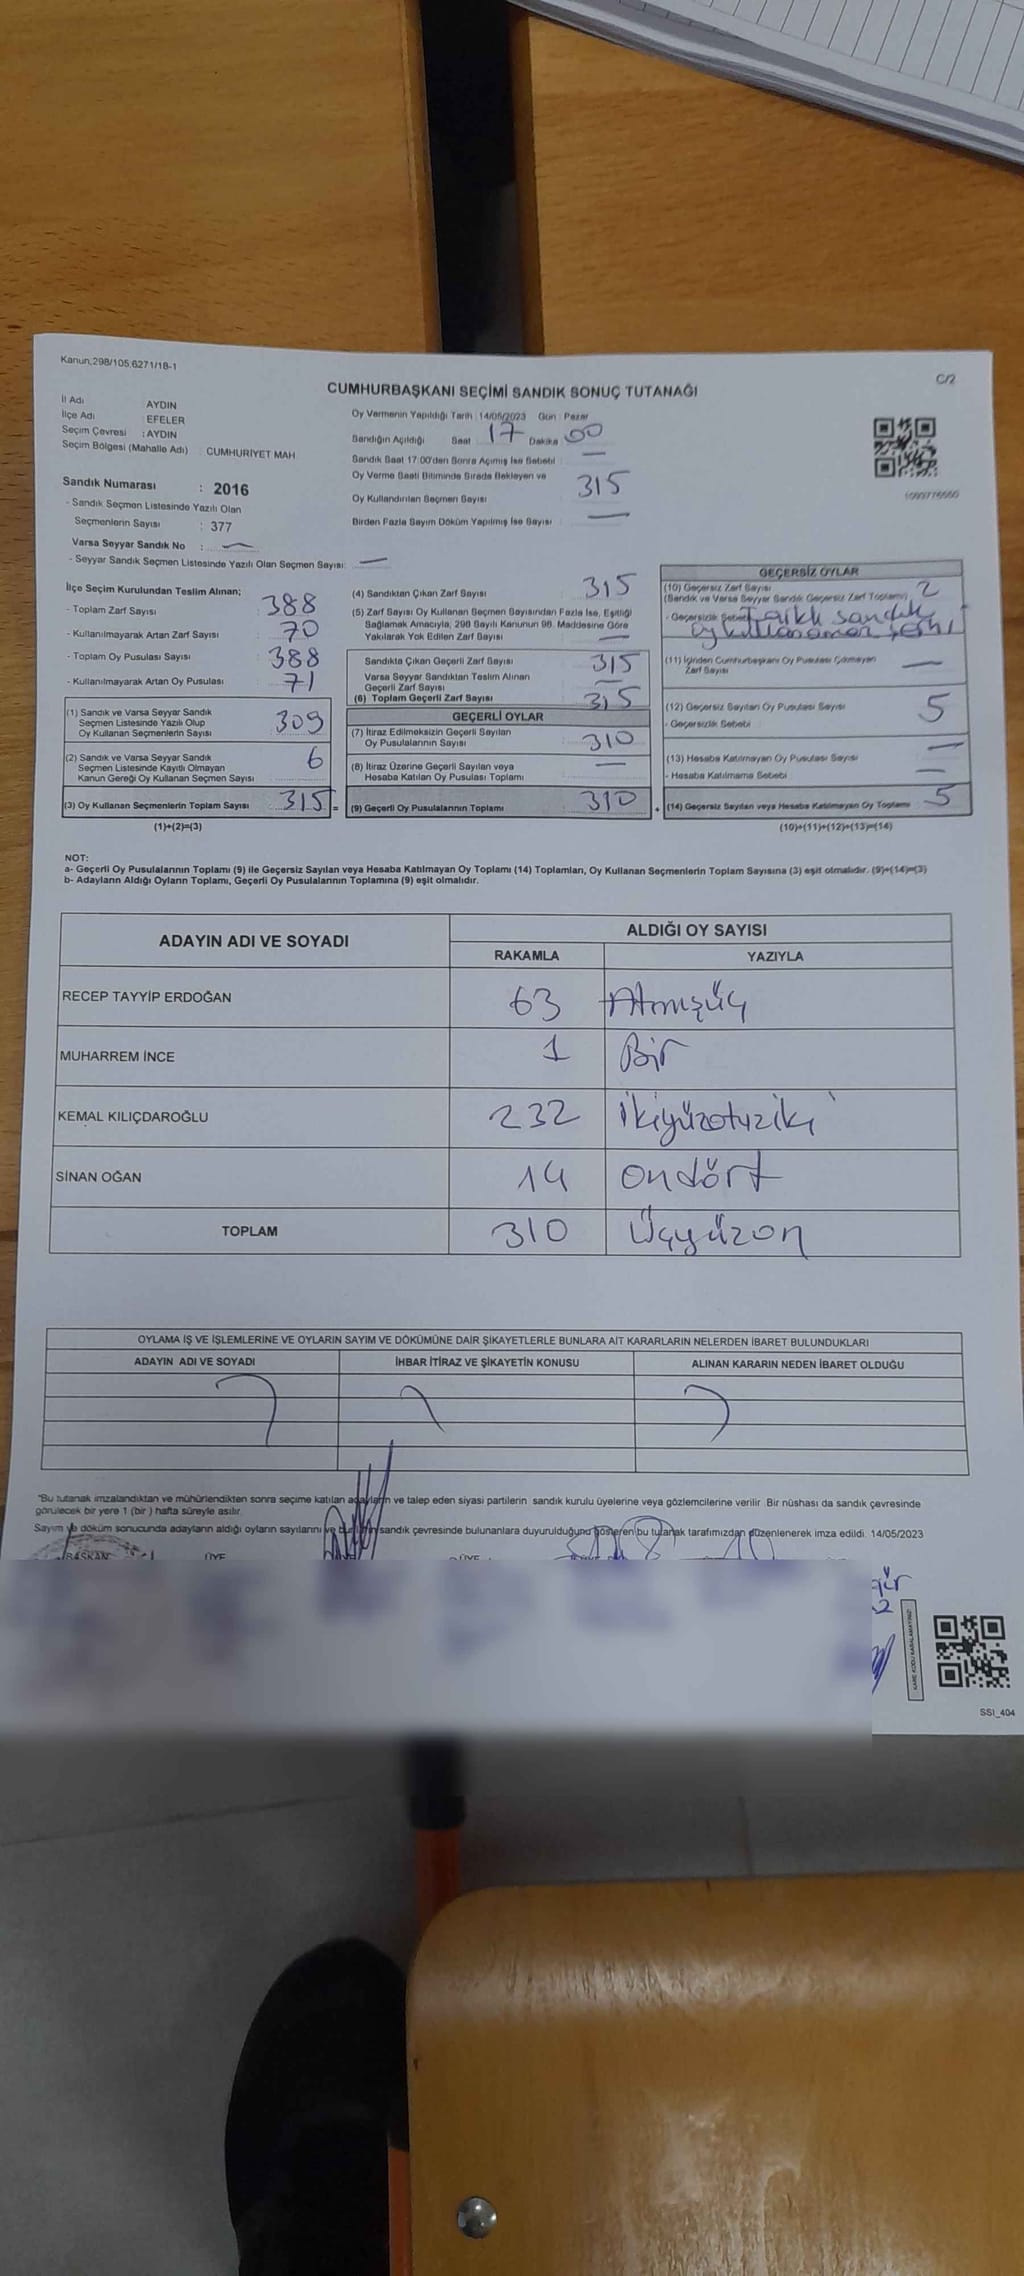 Kanun,298/105,6271/18-1
C/2
CUMHURBAŞKANI SEÇİMİ SANDIK SONUÇ TUTANAĞI
İl Adı AYDIN
İlçe Adı : EFELER
Seçim Çevresi : AYDIN
Seçim Bölgesi (Mahalle Adı) : CUMHURİYET MAH
Sandık Numarası : 2016
- Sandık Seçmen Listesinde Yazılı Olan
Seçmenlerin Sayısı : 377
Varsa Seyyar Sandık No : —
- Seyyar Sandık Seçmen Listesinde Yazılı Olan Seçmen Sayısı: —
Oy Vermenin Yapıldığı Tarih : 14/05/2023 Gün : Pazar
Sandığın Açıldığı Saat 17 Dakika 00
Sandık Saat 17:00'den Sonra Açılmış İse Sebebi : —
Oy Verme Saati Bitiminde Sırada Bekleyen ve
Oy Kullandırılan Seçmen Sayısı 315
Birden Fazla Sayım Döküm Yapılmış İse Sayısı —
İlçe Seçim Kurulundan Teslim Alınan;
- Toplam Zarf Sayısı : 388
- Kullanılmayarak Artan Zarf Sayısı : 70
- Toplam Oy Pusulası Sayısı : 388
- Kullanılmayarak Artan Oy Pusulası : 71
(1) Sandık ve Varsa Seyyar Sandık
Seçmen Listesinde Yazılı Olup
Oy Kullanan Seçmenlerin Sayısı 309
(2) Sandık ve Varsa Seyyar Sandık
Seçmen Listesinde Kayıtlı Olmayan
Kanun Gereği Oy Kullanan Seçmen Sayısı 6
(3) Oy Kullanan Seçmenlerin Toplam Sayısı 315 =
(1)+(2)=(3)
(4) Sandıktan Çıkan Zarf Sayısı : 315
(5) Zarf Sayısı Oy Kullanan Seçmen Sayısından Fazla İse, Eşitliği
Sağlamak Amacıyla, 298 Sayılı Kanunun 98. Maddesine Göre
Yakılarak Yok Edilen Zarf Sayısı —
Sandıkta Çıkan Geçerli Zarf Sayısı 315
Varsa Seyyar Sandıktan Teslim Alınan
Geçerli Zarf Sayısı —
(6) Toplam Geçerli Zarf Sayısı 315
GEÇERLİ OYLAR
(7) İtiraz Edilmeksizin Geçerli Sayılan
Oy Pusulalarının Sayısı 310
(8) İtiraz Üzerine Geçerli Sayılan veya
Hesaba Katılan Oy Pusulası Toplamı —
(9) Geçerli Oy Pusulalarının Toplamı 310 +
GEÇERSİZ OYLAR
(10) Geçersiz Zarf Sayısı
(Sandık ve Varsa Seyyar Sandık Geçersiz Zarf Toplamı) 2
- Geçersizlik Sebebi Farklı sandık
oy kullanamaz şerhi
(11) İçinden Cumhurbaşkanı Oy Pusulası Çıkmayan
Zarf Sayısı —
(12) Geçersiz Sayılan Oy Pusulası Sayısı 5
- Geçersizlik Sebebi
(13) Hesaba Katılmayan Oy Pusulası Sayısı —
- Hesaba Katılmama Sebebi —
(14) Geçersiz Sayılan veya Hesaba Katılmayan Oy Toplamı 5
(10)+(11)+(12)+(13)=(14)
NOT:
a- Geçerli Oy Pusulalarının Toplamı (9) ile Geçersiz Sayılan veya Hesaba Katılmayan Oy Toplamı (14) Toplamları, Oy Kullanan Seçmenlerin Toplam Sayısına (3) eşit olmalıdır. (9)+(14)=(3)
b- Adayların Aldığı Oyların Toplamı, Geçerli Oy Pusulalarının Toplamına (9) eşit olmalıdır.
ADAYIN ADI VE SOYADI ALDIĞI OY SAYISI
RAKAMLA YAZIYLA
RECEP TAYYİP ERDOĞAN 63 Atmışüç
MUHARREM İNCE 1 Bir
KEMAL KILIÇDAROĞLU 232 ikiyüzotuziki
SİNAN OĞAN 14 ondört
TOPLAM 310 Üçyüzon
OYLAMA İŞ VE İŞLEMLERİNE VE OYLARIN SAYIM VE DÖKÜMÜNE DAİR ŞİKAYETLERLE BUNLARA AİT KARARLARIN NELERDEN İBARET BULUNDUKLARI
ADAYIN ADI VE SOYADI İHBAR İTİRAZ VE ŞİKAYETİN KONUSU ALINAN KARARIN NEDEN İBARET OLDUĞU
"Bu tutanak imzalandıktan ve mühürlendikten sonra seçime katılan adayların ve talep eden siyasi partilerin sandık kurulu üyelerine veya gözlemcilerine verilir. Bir nüshası da sandık çevresinde
görülecek bir yere 1 (bir) hafta süreyle asılır.
Sayım ve döküm sonucunda adayların aldığı oyların sayılarını ve bu sandık çevresinde bulunanlara duyurulduğunu gösteren bu tutanak tarafımızdan düzenlenerek imza edildi. 14/05/2023
BAŞKAN ÜYE ÜYE
SSI_404